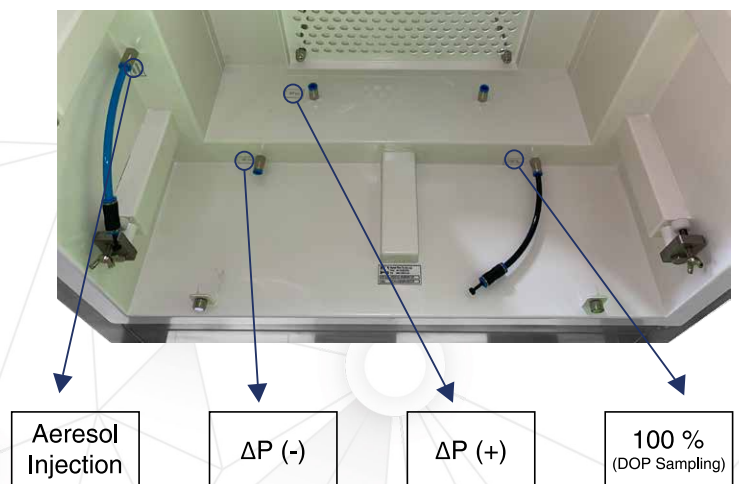 Aeresol
Injection
ΔP (-)
ΔP (+)
100 %
(DOP Sampling)